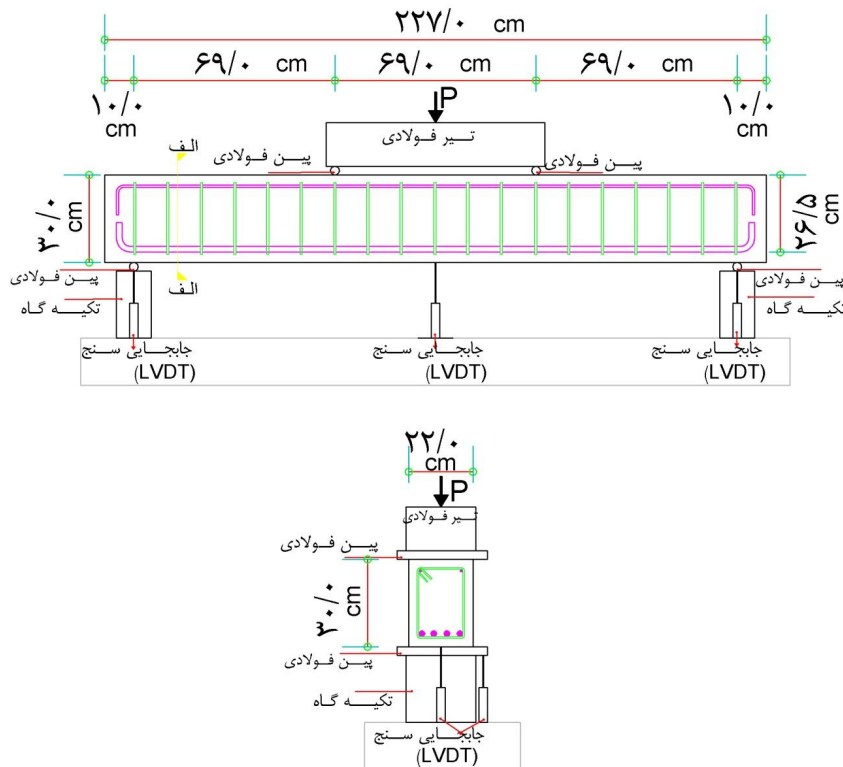 ۲۲۷/۰ cm
۶۹/۰ cm ۶۹/۰ cm ۶۹/۰ cm
۱۰/۰ cm
۱۰/۰ cm
P
تیر فولادی
الف
پین فولادی
پین فولادی
۳۰/۰ cm
۲۶/۵ cm
پین فولادی
الف
پین فولادی
تکیه گاه
تکیه گاه
جابجایی سنج
جابجایی سنج
جابجایی سنج
(LVDT)
(LVDT)
(LVDT)
۲۲/۰
cm
P
تیر فولادی
پین فولادی
۳۰/۰ cm
پین فولادی
تکیه گاه
جابجایی سنج
(LVDT)